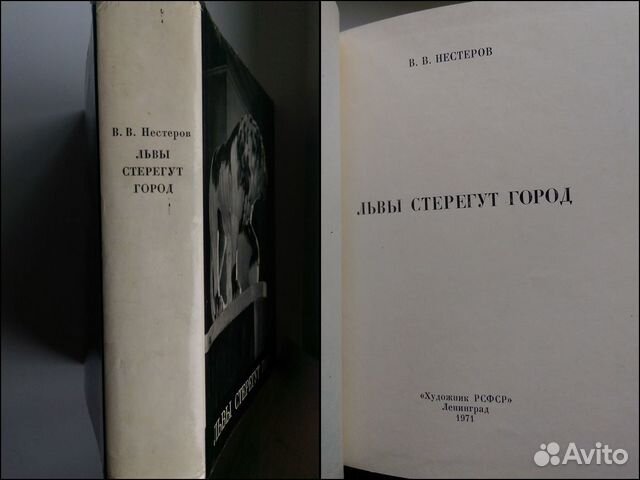 В. В. Нестеров
ЛЬВЫ
СТЕРЕГУТ
ГОРОД
ЛЬВЫ СТЕРЕГУТ
В. В. НЕСТЕРОВ
ЛЬВЫ СТЕРЕГУТ ГОРОД
«Художник РСФСР»
Ленинград
1971
Avito